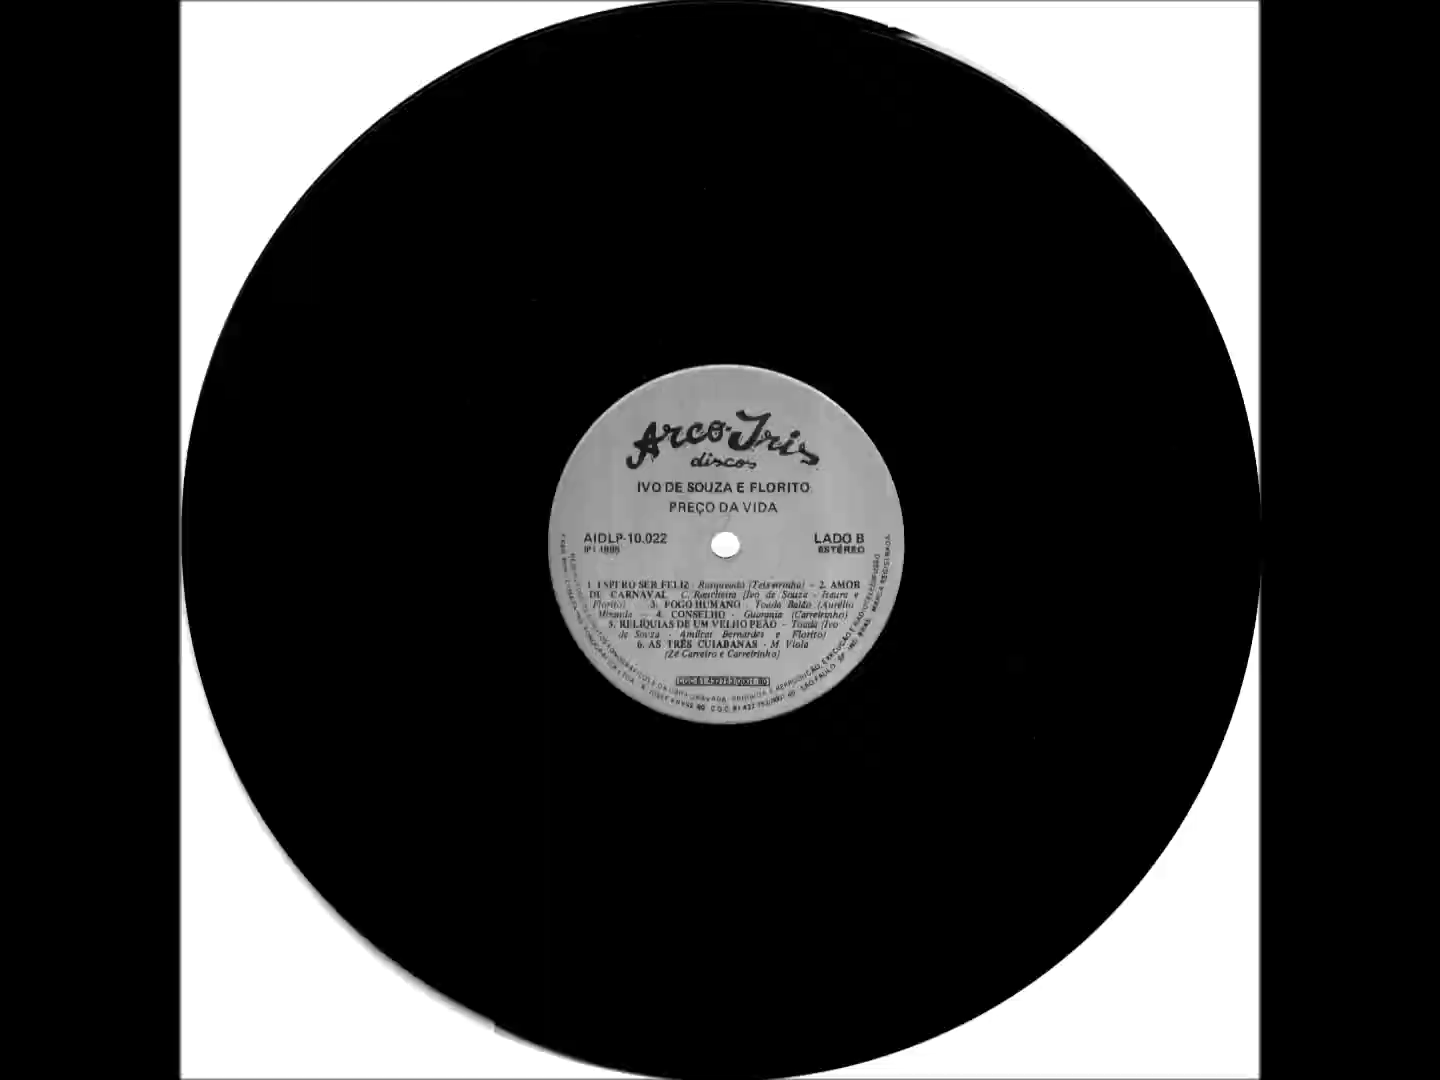 Arco-Iris
discos
IVO DE SOUZA E FLORITO
PREÇO DA VIDA
AIDLP-10.022 LADO B
ESTÉREO
1. ESPERO SER FELIZ - Rasqueado (Teixeirinha) - 2. AMOR
DE CARNAVAL - C. Rancheira (Ivo de Souza - Isaura e
Florito) - 3. FOGO HUMANO - Toada Balão (Aurélio
Miranda - 4. CONSELHO - Guarania (Carreirinho)
5. RELÍQUIAS DE UM VELHO PEÃO - Toada (Ivo
de Souza - Amilcar Bernardes e Florito)
6. AS TRÊS CUIABANAS - M. Viola
(Zé Carreiro e Carreirinho)